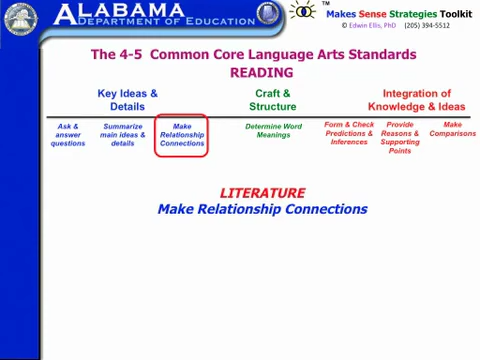 ALABAMA
DEPARTMENT OF EDUCATION
TM
Makes Sense Strategies Toolkit
© Edwin Ellis, PhD (205) 394-5512
The 4-5 Common Core Language Arts Standards
READING
Key Ideas &
Details
Craft &
Structure
Integration of
Knowledge & Ideas
Ask &
answer
questions
Summarize
main ideas &
details
Make
Relationship
Connections
Determine Word
Meanings
Form & Check
Predictions &
Inferences
Provide
Reasons &
Supporting
Points
Make
Comparisons
LITERATURE
Make Relationship Connections